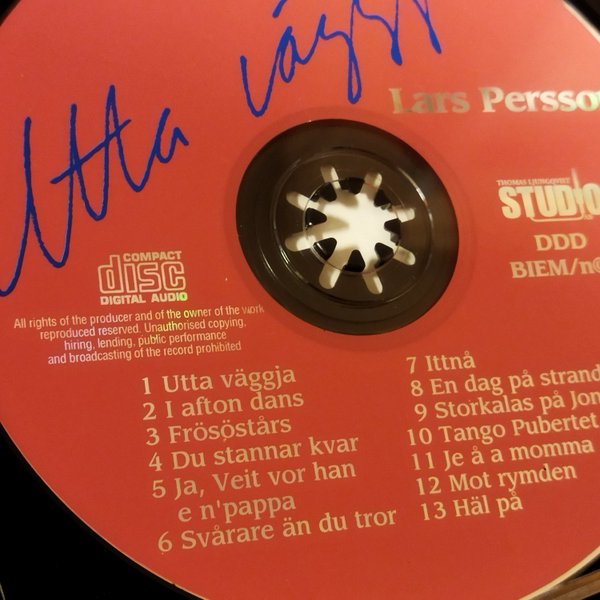 Utta vägg
Lars Persso
THOMAS LJUNGQVIST
STUDIO
DDD
BIEM/n
COMPACT
disc
DIGITAL AUDIO
All rights of the producer and of the owner of the work
reproduced reserved. Unauthorised copying,
hiring, lending, public performance
and broadcasting of the record prohibited
1 Utta väggja
2 I afton dans
3 Frösöstårs
4 Du stannar kvar
5 Ja, Veit vor han
e n'pappa
6 Svårare än du tror
7 Ittnå
8 En dag på strand
9 Storkalas på Jon
10 Tango Pubertet
11 Je å a momma
12 Mot rymden
13 Häl på